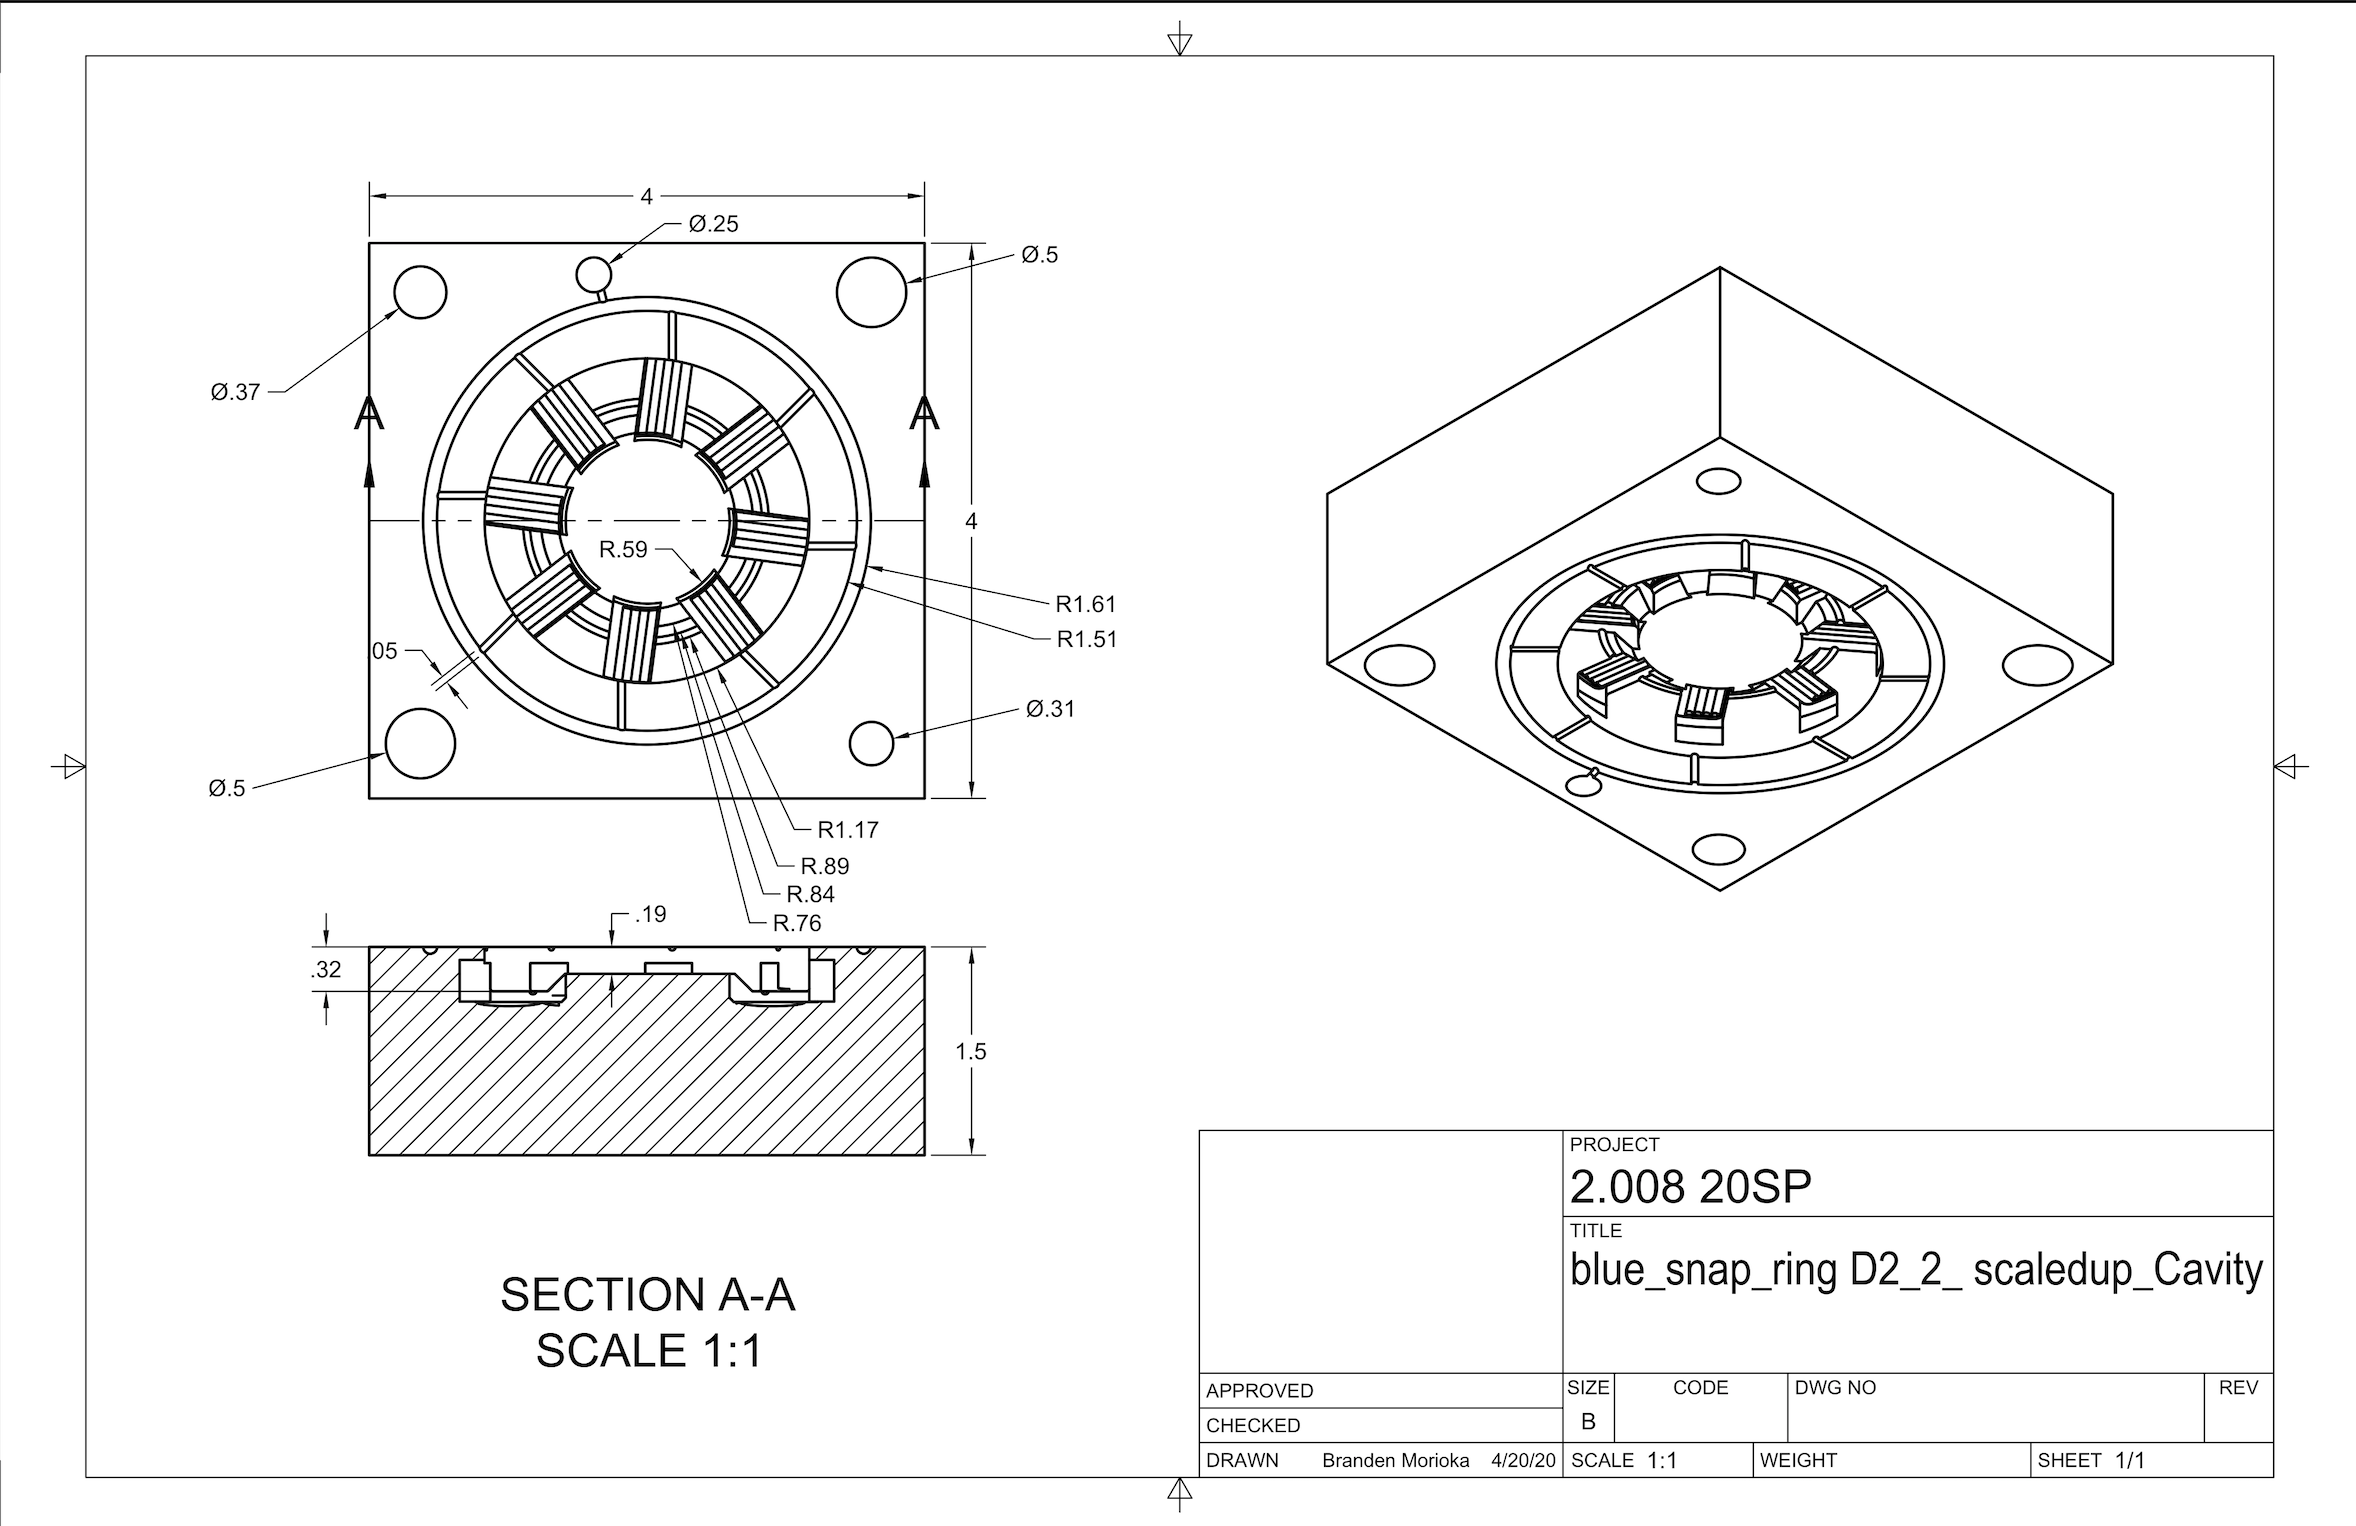 4
Ø.25
Ø.5
Ø.37
A
A
4
R.59
R1.61
R1.51
05
Ø.31
Ø.5
R1.17
R.89
R.84
R.76
.19
.32
1.5
SECTION A-A
SCALE 1:1
PROJECT
2.008 20SP
TITLE
blue_snap_ring D2_2_ scaledup_Cavity
APPROVED
SIZE CODE DWG NO REV
B
CHECKED
DRAWN Branden Morioka 4/20/20 SCALE 1:1 WEIGHT SHEET 1/1